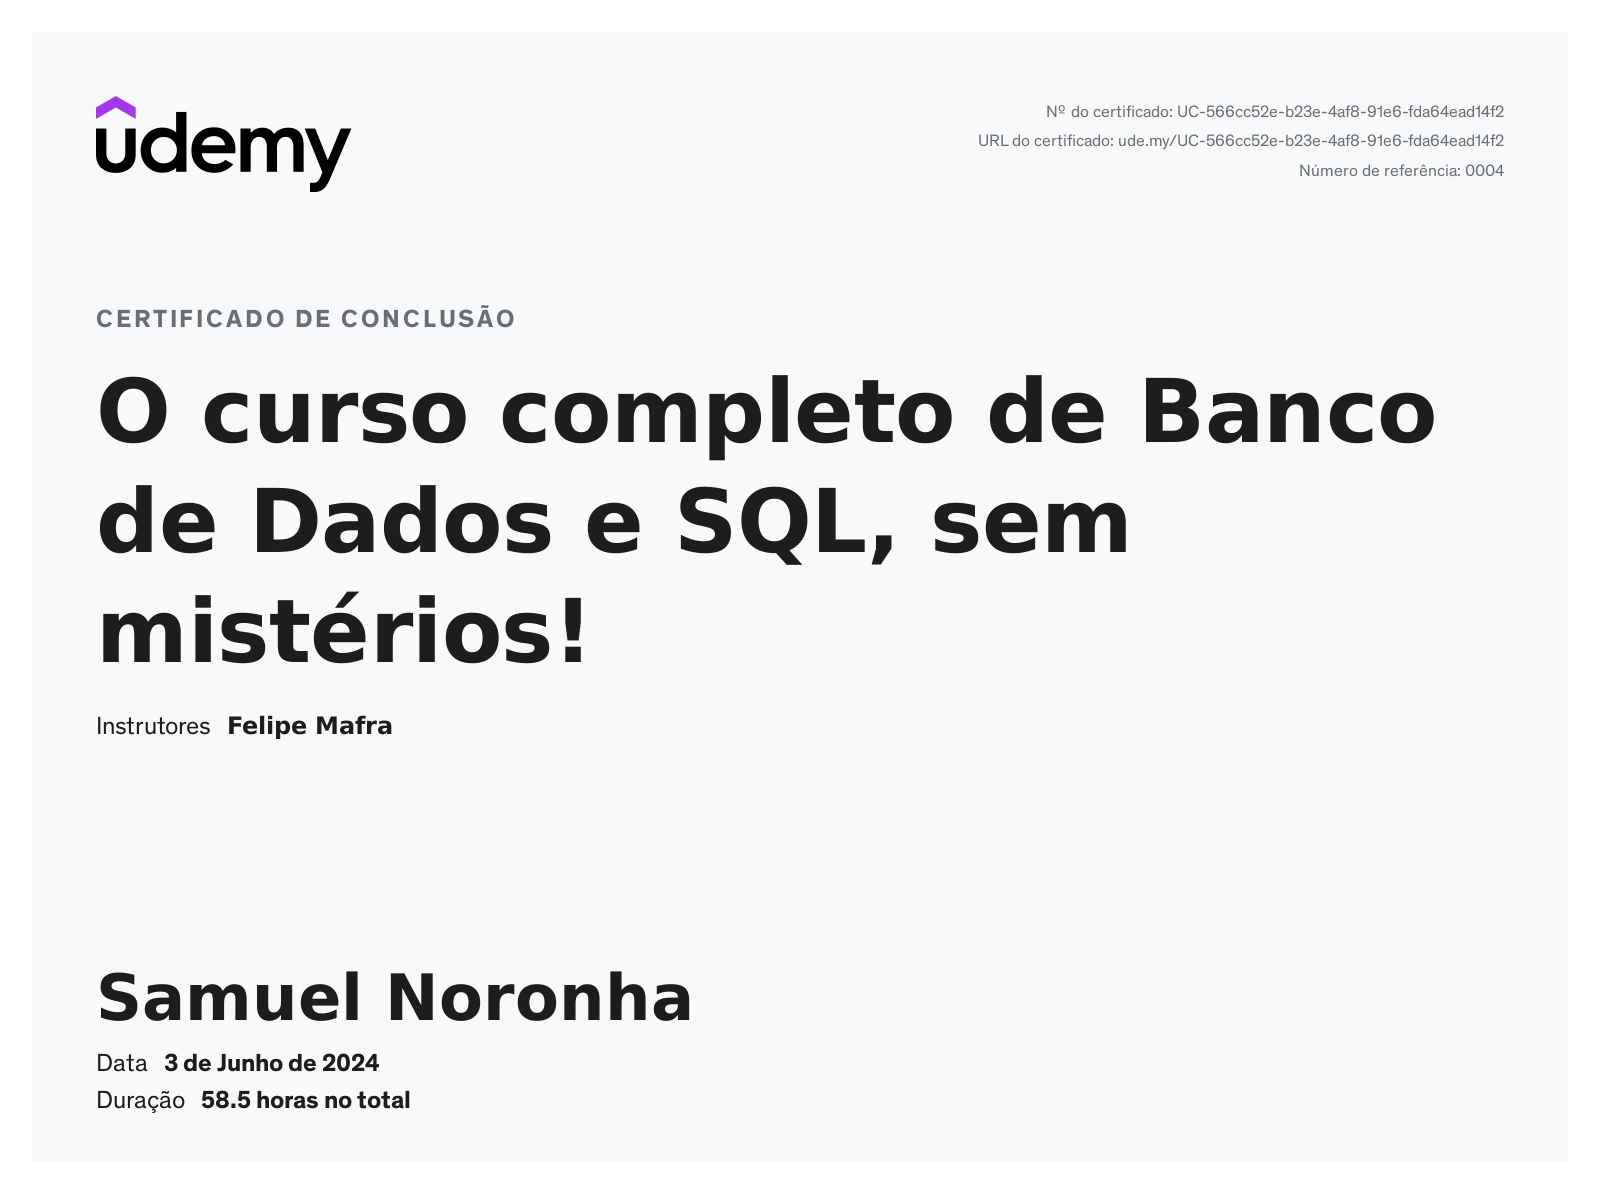 udemy
Nº do certificado: UC-566cc52e-b23e-4af8-91e6-fda64ead14f2
URL do certificado: ude.my/UC-566cc52e-b23e-4af8-91e6-fda64ead14f2
Número de referência: 0004
CERTIFICADO DE CONCLUSÃO
O curso completo de Banco
de Dados e SQL, sem
mistérios!
Instrutores Felipe Mafra
Samuel Noronha
Data 3 de Junho de 2024
Duração 58.5 horas no total